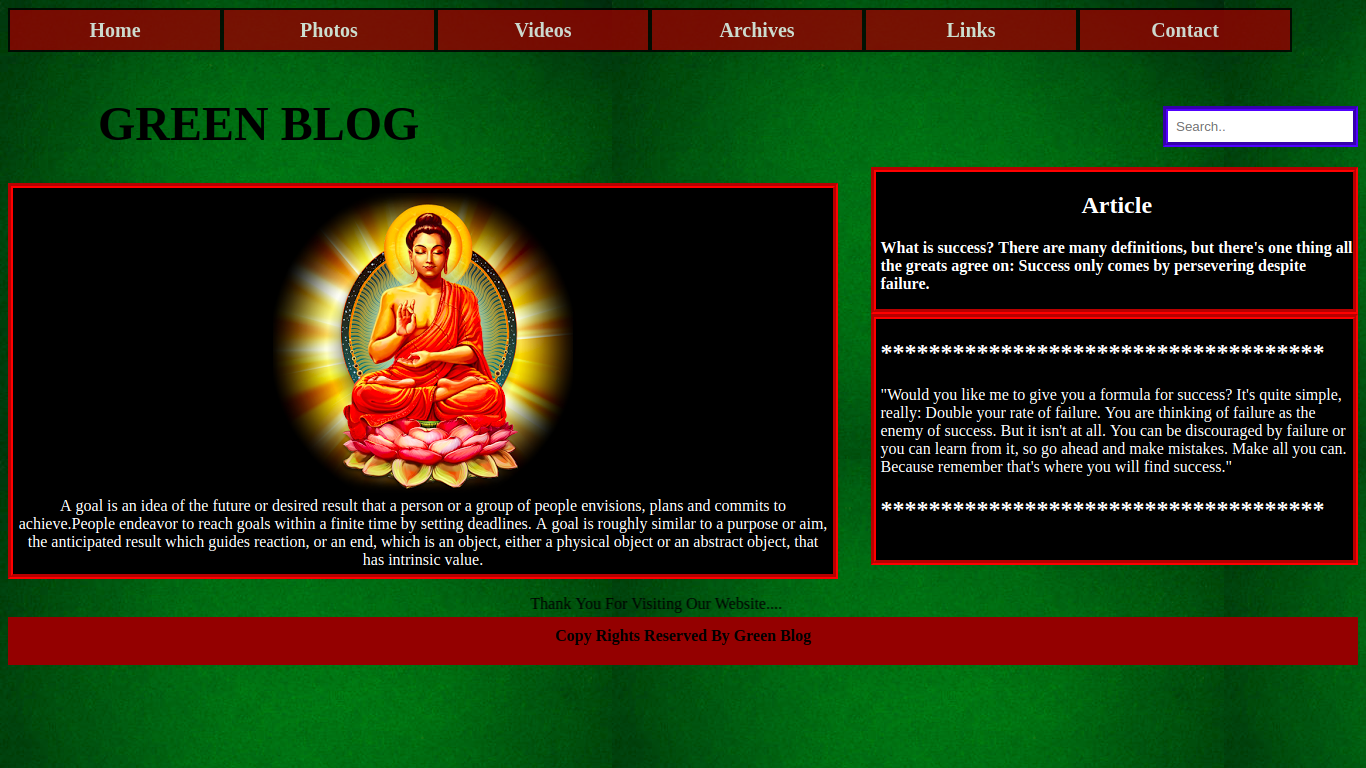 Home Photos Videos Archives Links Contact
GREEN BLOG
Search..
A goal is an idea of the future or desired result that a person or a group of people envisions, plans and commits to
achieve.People endeavor to reach goals within a finite time by setting deadlines. A goal is roughly similar to a purpose or aim,
the anticipated result which guides reaction, or an end, which is an object, either a physical object or an abstract object, that
has intrinsic value.
Article
What is success? There are many definitions, but there's one thing all
the greats agree on: Success only comes by persevering despite
failure.
*************************************
"Would you like me to give you a formula for success? It's quite simple,
really: Double your rate of failure. You are thinking of failure as the
enemy of success. But it isn't at all. You can be discouraged by failure or
you can learn from it, so go ahead and make mistakes. Make all you can.
Because remember that's where you will find success."
*************************************
Thank You For Visiting Our Website....
Copy Rights Reserved By Green Blog